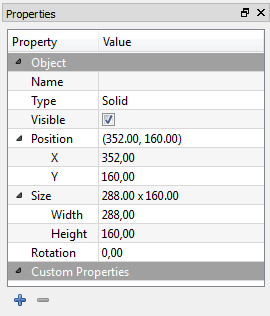 Properties
Property Value
Object
Name
Type Solid
Visible
Position (352.00, 160.00)
X 352,00
Y 160,00
Size 288.00 x 160.00
Width 288,00
Height 160,00
Rotation 0,00
Custom Properties